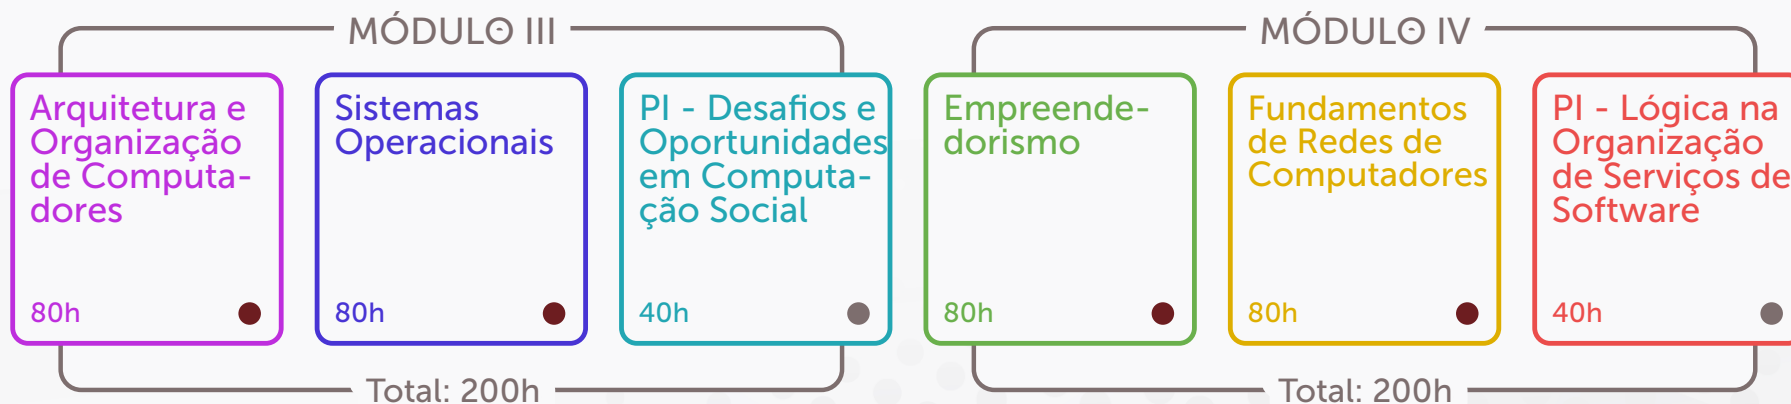 MÓDULO III
Arquitetura e
Organização
de Computa-
dores
80h
Sistemas
Operacionais
80h
PI - Desafios e
Oportunidades
em Computa-
ção Social
40h
Total: 200h
MÓDULO IV
Empreende-
dorismo
80h
Fundamentos
de Redes de
Computadores
80h
PI - Lógica na
Organização
de Serviços de
Software
40h
Total: 200h